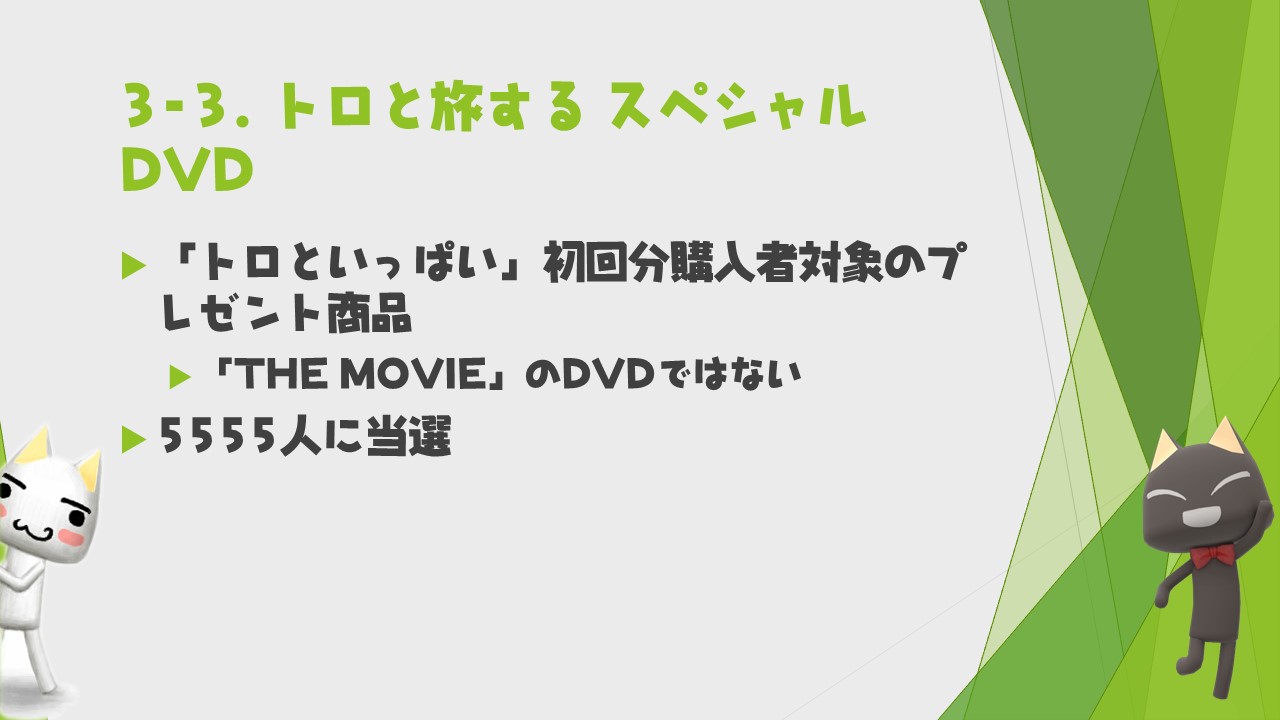 3-3. トロと旅する スペシャル
DVD
「トロといっぱい」初回分購入者対象のプ
レゼント商品
「THE MOVIE」のDVDではない
5555人に当選